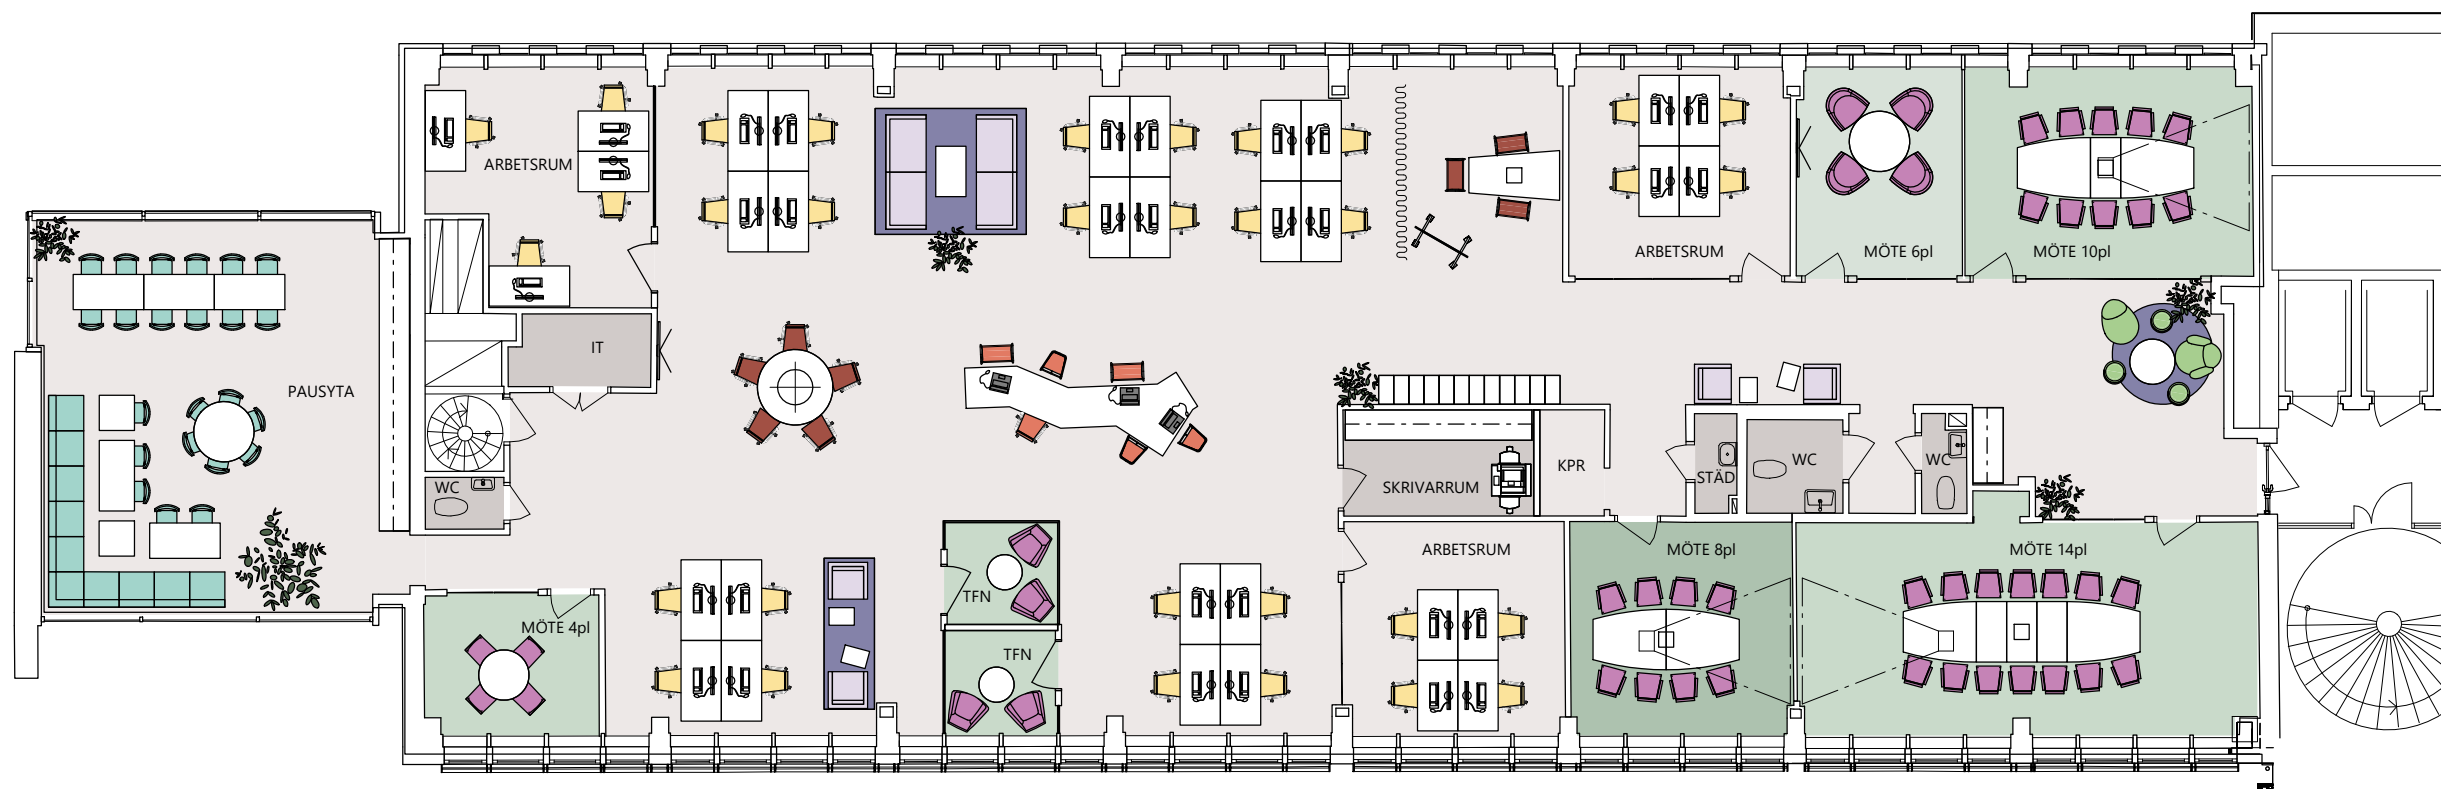 ARBETSRUM
ARBETSRUM
MÖTE 6pl
MÖTE 10pl
IT
PAUSYTA
WC
SKRIVARRUM
KPR
STÄD
WC
WC
MÖTE 4pl
TFN
TFN
ARBETSRUM
MÖTE 8pl
MÖTE 14pl